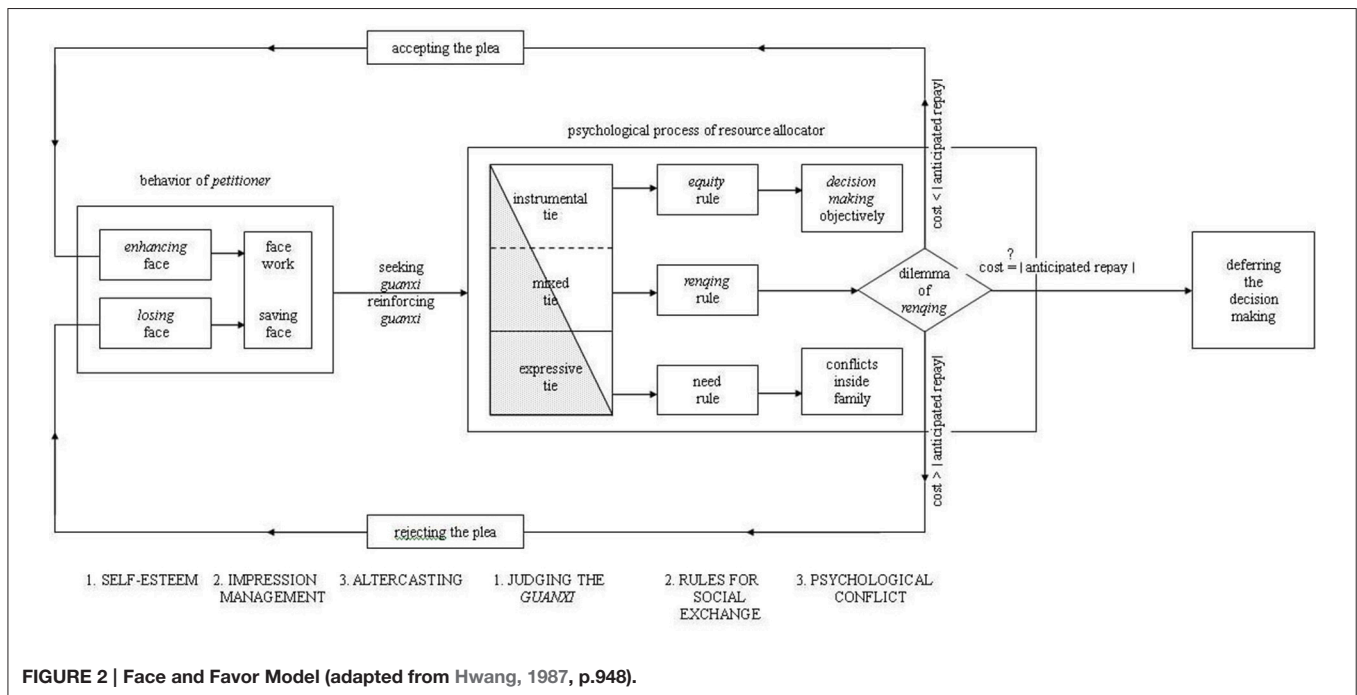 accepting the plea
psychological process of resource allocator
behavior of petitioner
enhancing
face
face
work
losing
face
saving
face
seeking
guanxi
reinforcing
guanxi
instrumental
tie
mixed
tie
expressive
tie
equity
rule
renqing
rule
need
rule
decision
making
objectively
conflicts
inside
family
dilemma
of
renqing
cost < | anticipated repay|
?
cost = | anticipated repay |
cost > | anticipated repay|
deferring
the
decision
making
rejecting the plea
1. SELF-ESTEEM
2. IMPRESSION
MANAGEMENT
3. ALTERCASTING
1. JUDGING THE
GUANXI
2. RULES FOR
SOCIAL
EXCHANGE
3. PSYCHOLOGICAL
CONFLICT
FIGURE 2 | Face and Favor Model (adapted from Hwang, 1987, p.948).